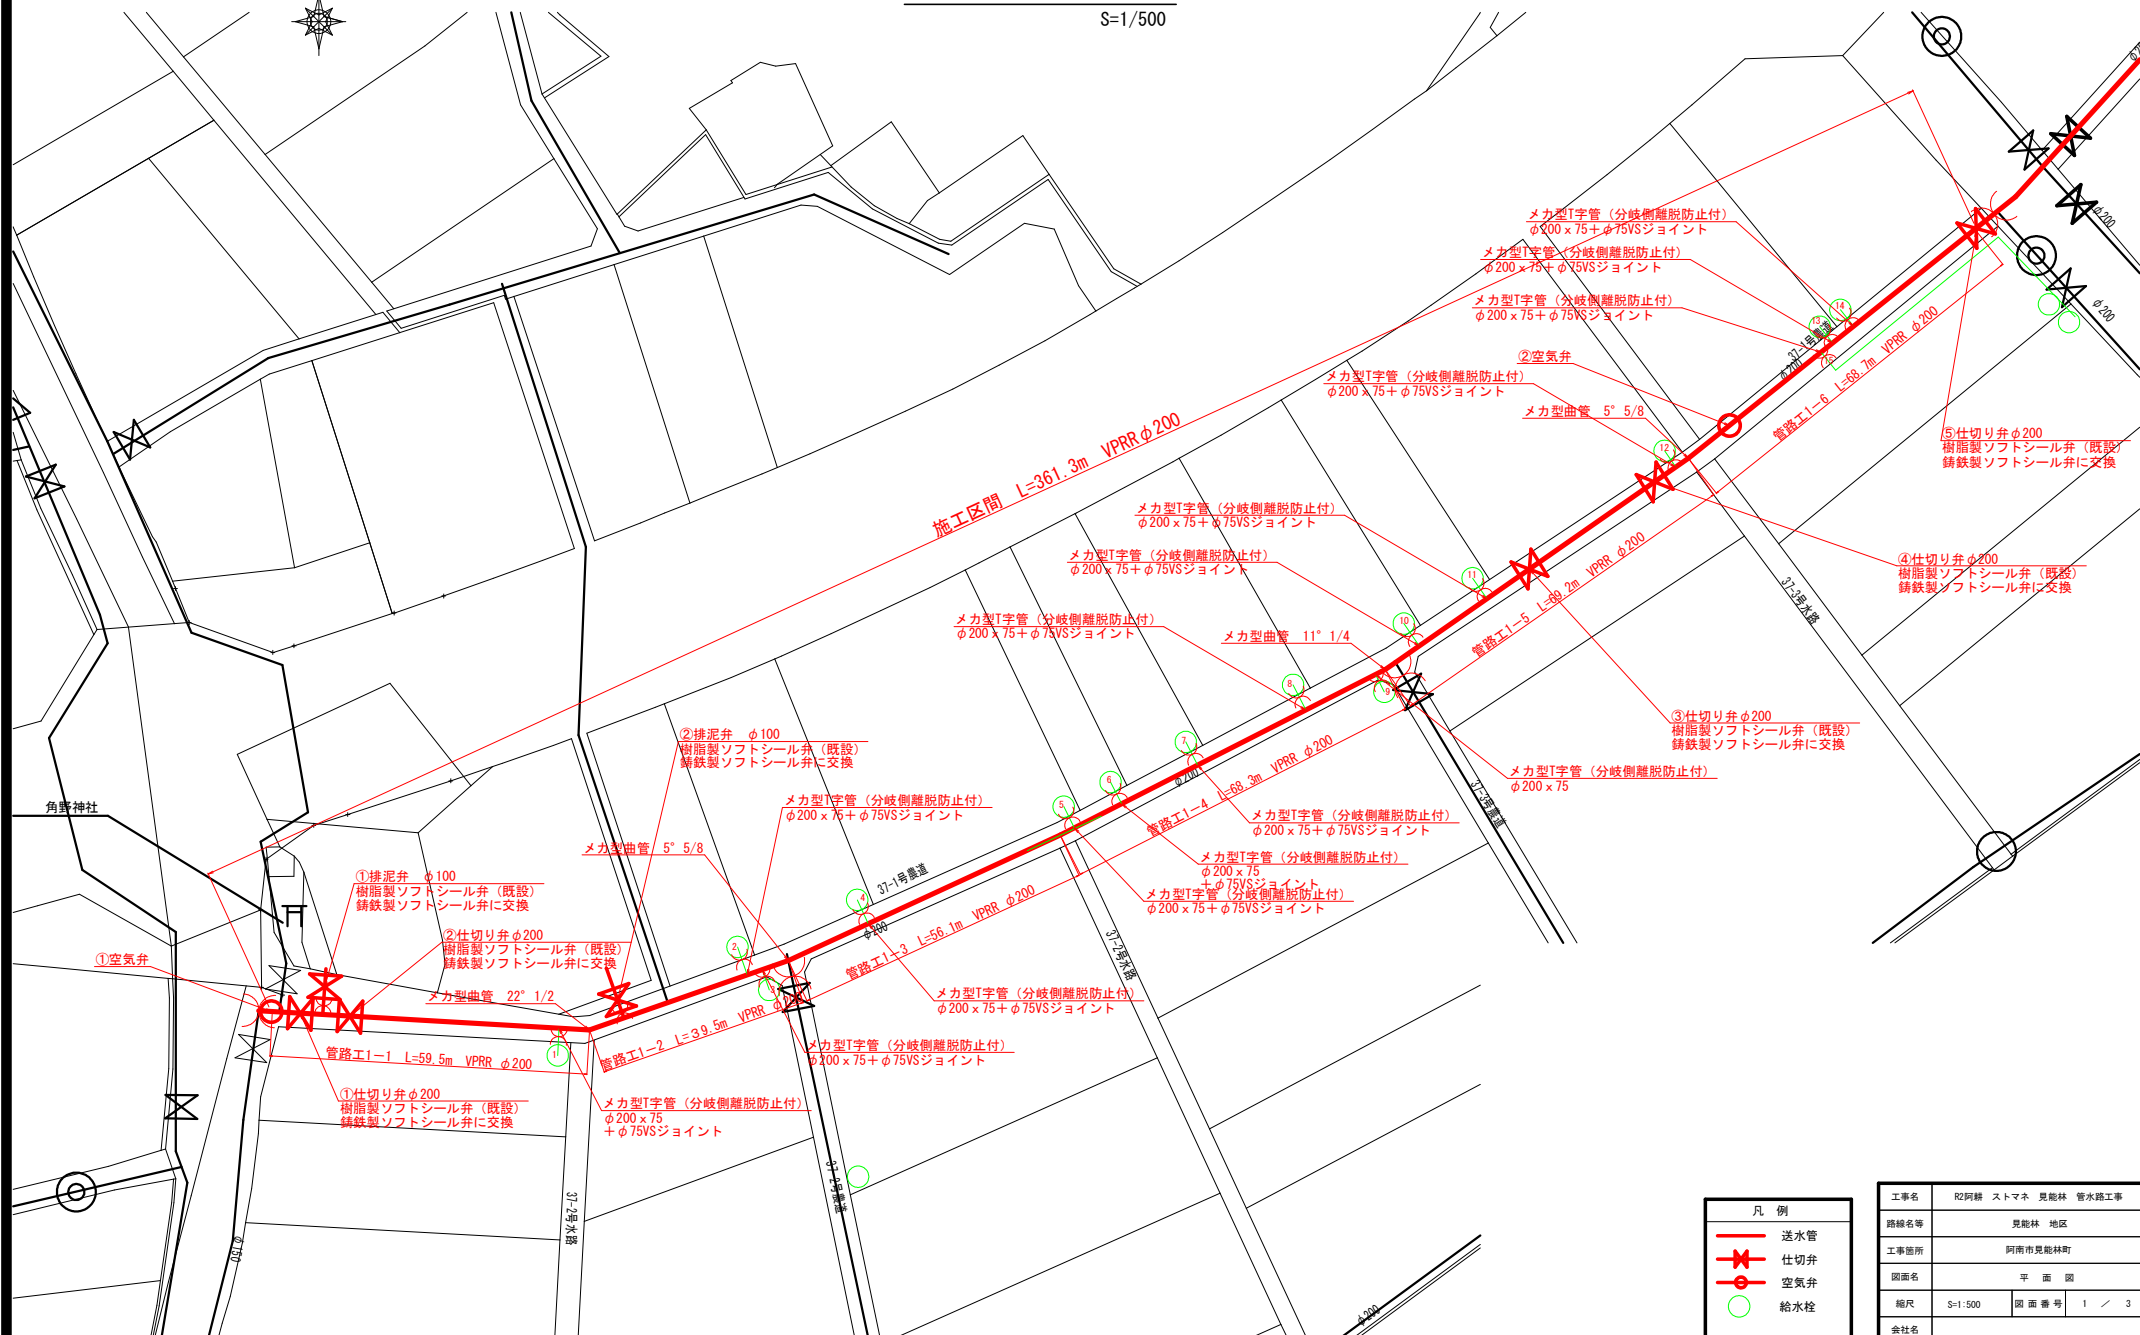 S=1/500
φ200
φ200
メカ型T字管（分岐側離脱防止付）
φ200ｘ75＋φ75VSジョイント
メカ型T字管（分岐側離脱防止付）
φ200ｘ75＋φ75VSジョイント
メカ型T字管（分岐側離脱防止付）
φ200ｘ75＋φ75VSジョイント
②空気弁
メカ型T字管（分岐側離脱防止付）
φ200ｘ75＋φ75VSジョイント
メカ型曲管　5°5/8
14
13
15
12
37-1号農道
φ200
管路工1－6　L=68.7m　VPRR φ200
⑤仕切り弁φ200
樹脂製ソフトシール弁（既設）
鋳鉄製ソフトシール弁に交換
施工区間　L=361.3m　VPRRφ200
メカ型T字管（分岐側離脱防止付）
φ200ｘ75＋φ75VSジョイント
メカ型T字管（分岐側離脱防止付）
φ200ｘ75＋φ75VSジョイント
メカ型T字管（分岐側離脱防止付）
φ200ｘ75＋φ75VSジョイント
メカ型曲管　11°1/4
11
10
8
9
7
6
5
管路工1－5　L=69.2m　VPRR φ200
④仕切り弁φ200
樹脂製ソフトシール弁（既設）
鋳鉄製ソフトシール弁に交換
37-3号水路
③仕切り弁φ200
樹脂製ソフトシール弁（既設）
鋳鉄製ソフトシール弁に交換
メカ型T字管（分岐側離脱防止付）
φ200ｘ75
37-3号農道
φ200
管路工1－4　L=68.3m　VPRR φ200
メカ型T字管（分岐側離脱防止付）
φ200ｘ75＋φ75VSジョイント
メカ型T字管（分岐側離脱防止付）
φ200ｘ75
＋φ75VSジョイント
メカ型T字管（分岐側離脱防止付）
φ200ｘ75＋φ75VSジョイント
②排泥弁　φ100
樹脂製ソフトシール弁（既設）
鋳鉄製ソフトシール弁に交換
メカ型T字管（分岐側離脱防止付）
φ200ｘ75＋φ75VSジョイント
メカ型曲管　5°5/8
角野神社
①排泥弁　φ100
樹脂製ソフトシール弁（既設）
鋳鉄製ソフトシール弁に交換
②仕切り弁φ200
樹脂製ソフトシール弁（既設）
鋳鉄製ソフトシール弁に交換
①空気弁
メカ型曲管　22°1/2
37-1号農道
φ200
4
2
3
1
管路工1－3　L=56.1m　VPRR φ200
37-2号水路
メカ型T字管（分岐側離脱防止付）
φ200ｘ75＋φ75VSジョイント
管路工1－2　L=39.5m　VPRR φ200
メカ型T字管（分岐側離脱防止付）
φ200ｘ75＋φ75VSジョイント
管路工1－1　L=59.5m　VPRR φ200
①仕切り弁φ200
樹脂製ソフトシール弁（既設）
鋳鉄製ソフトシール弁に交換
メカ型T字管（分岐側離脱防止付）
φ200ｘ75
＋φ75VSジョイント
37-2号農道
37-2号水路
φ150
φ200
凡　例
送水管
仕切弁
空気弁
給水栓
工事名　R2阿耕　ストマネ　見能林　管水路工事
路線名等　見能林　地区
工事箇所　阿南市見能林町
図面名　平　面　図
縮尺　S=1:500　図面番号　1　／　3
会社名